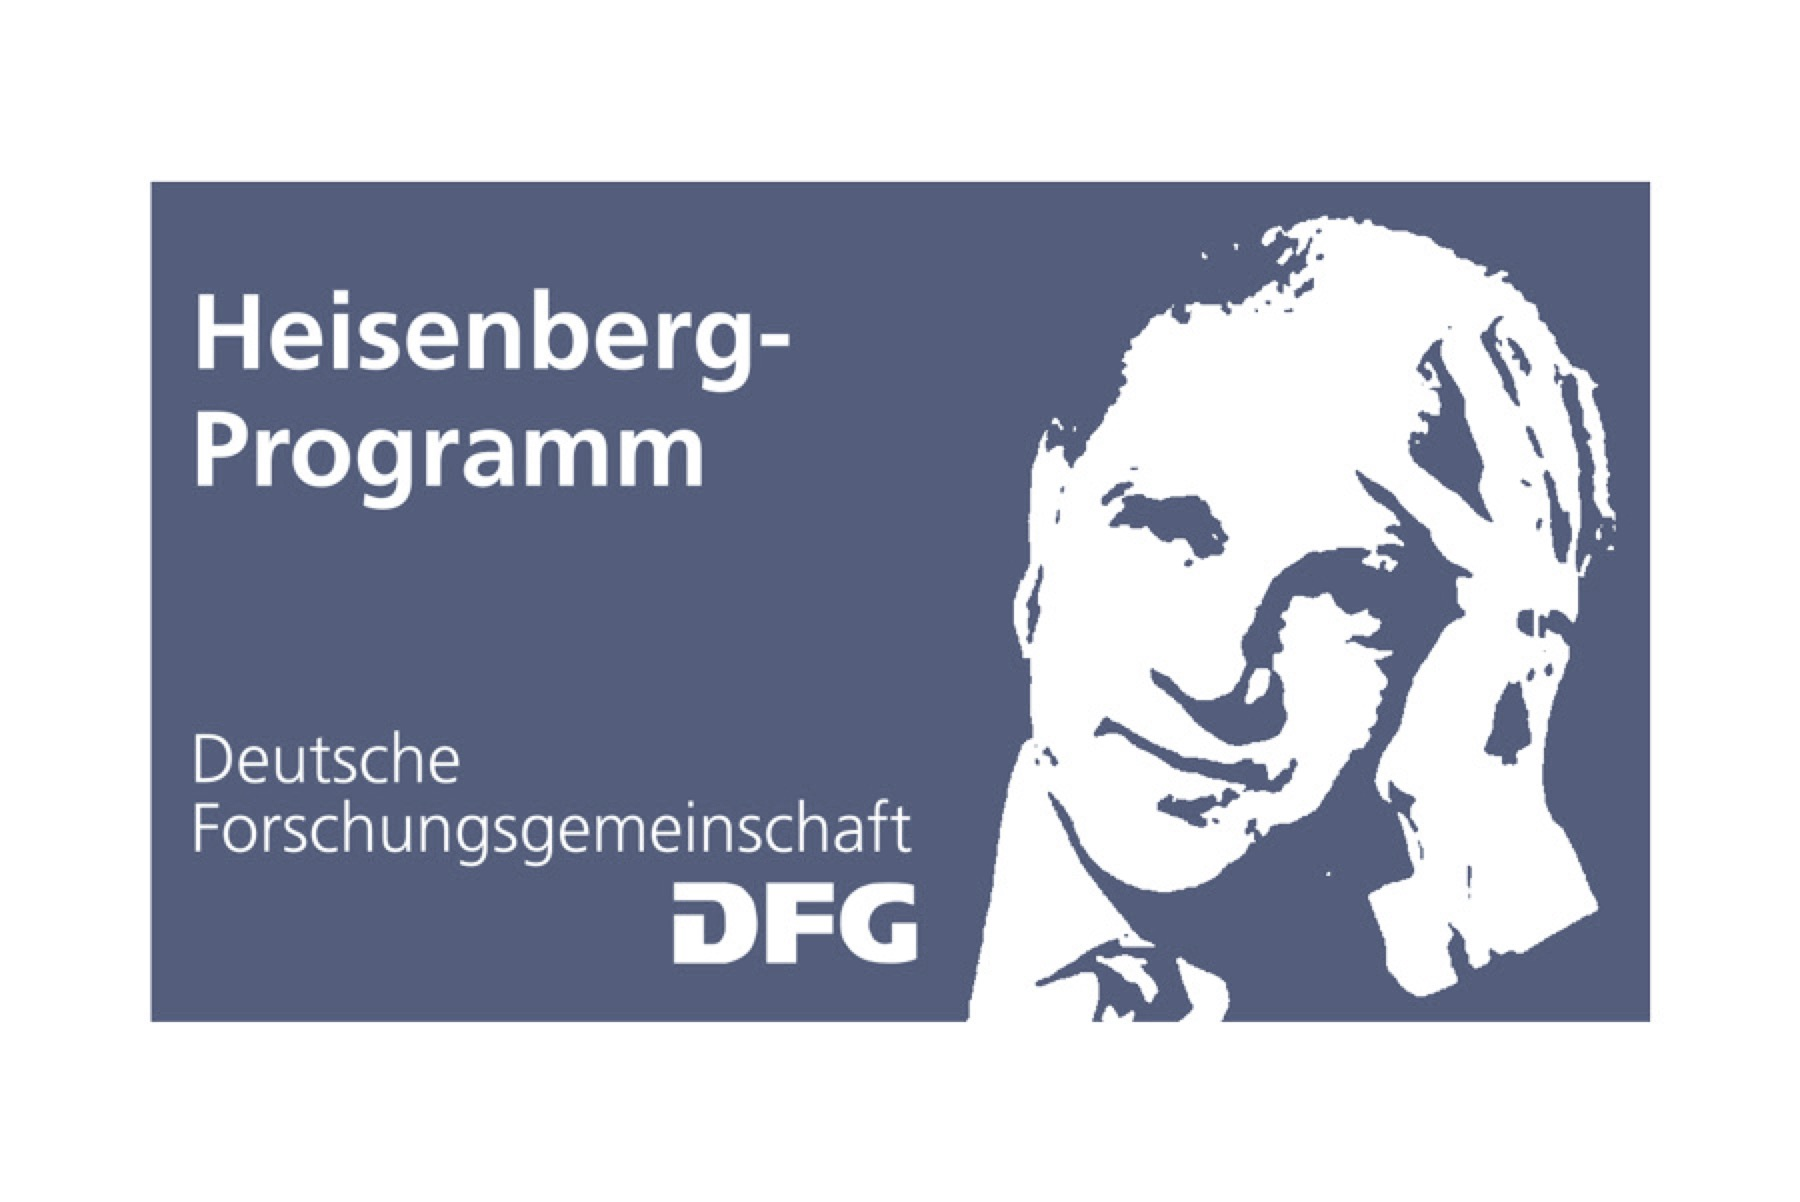 Heisenberg-
Programm
Deutsche
Forschungsgemeinschaft
DFG